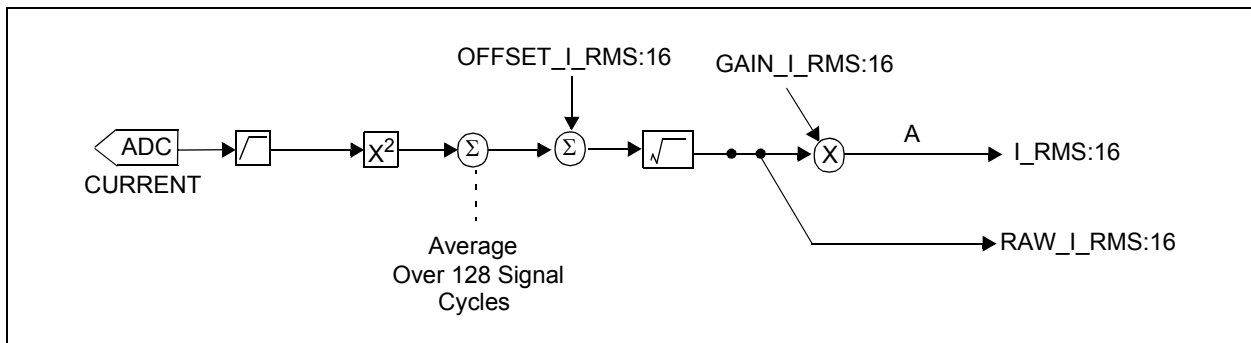 OFFSET_I_RMS:16
GAIN_I_RMS:16
ADC
X²
Σ
Σ
√
X
A
I_RMS:16
CURRENT
RAW_I_RMS:16
Average
Over 128 Signal
Cycles